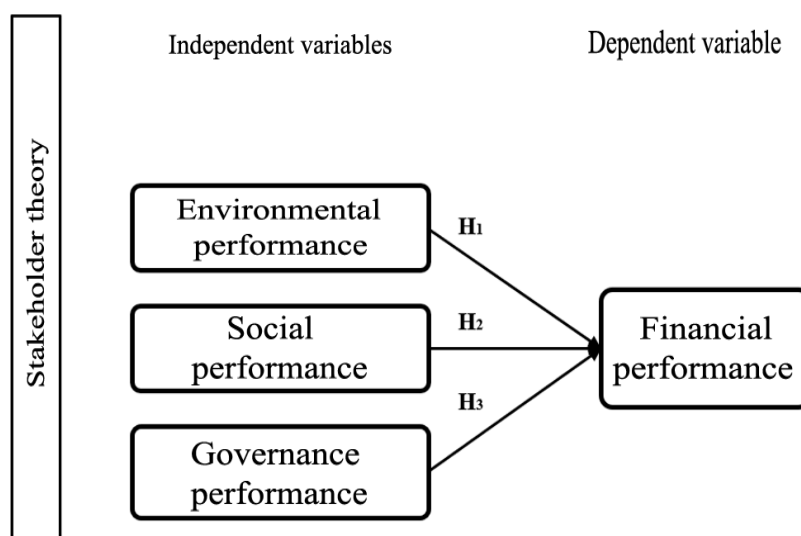 Independent variables
Dependent variable
Stakeholder theory
Environmental
performance
H₁
Social
performance
H₂
Financial
performance
H₃
Governance
performance